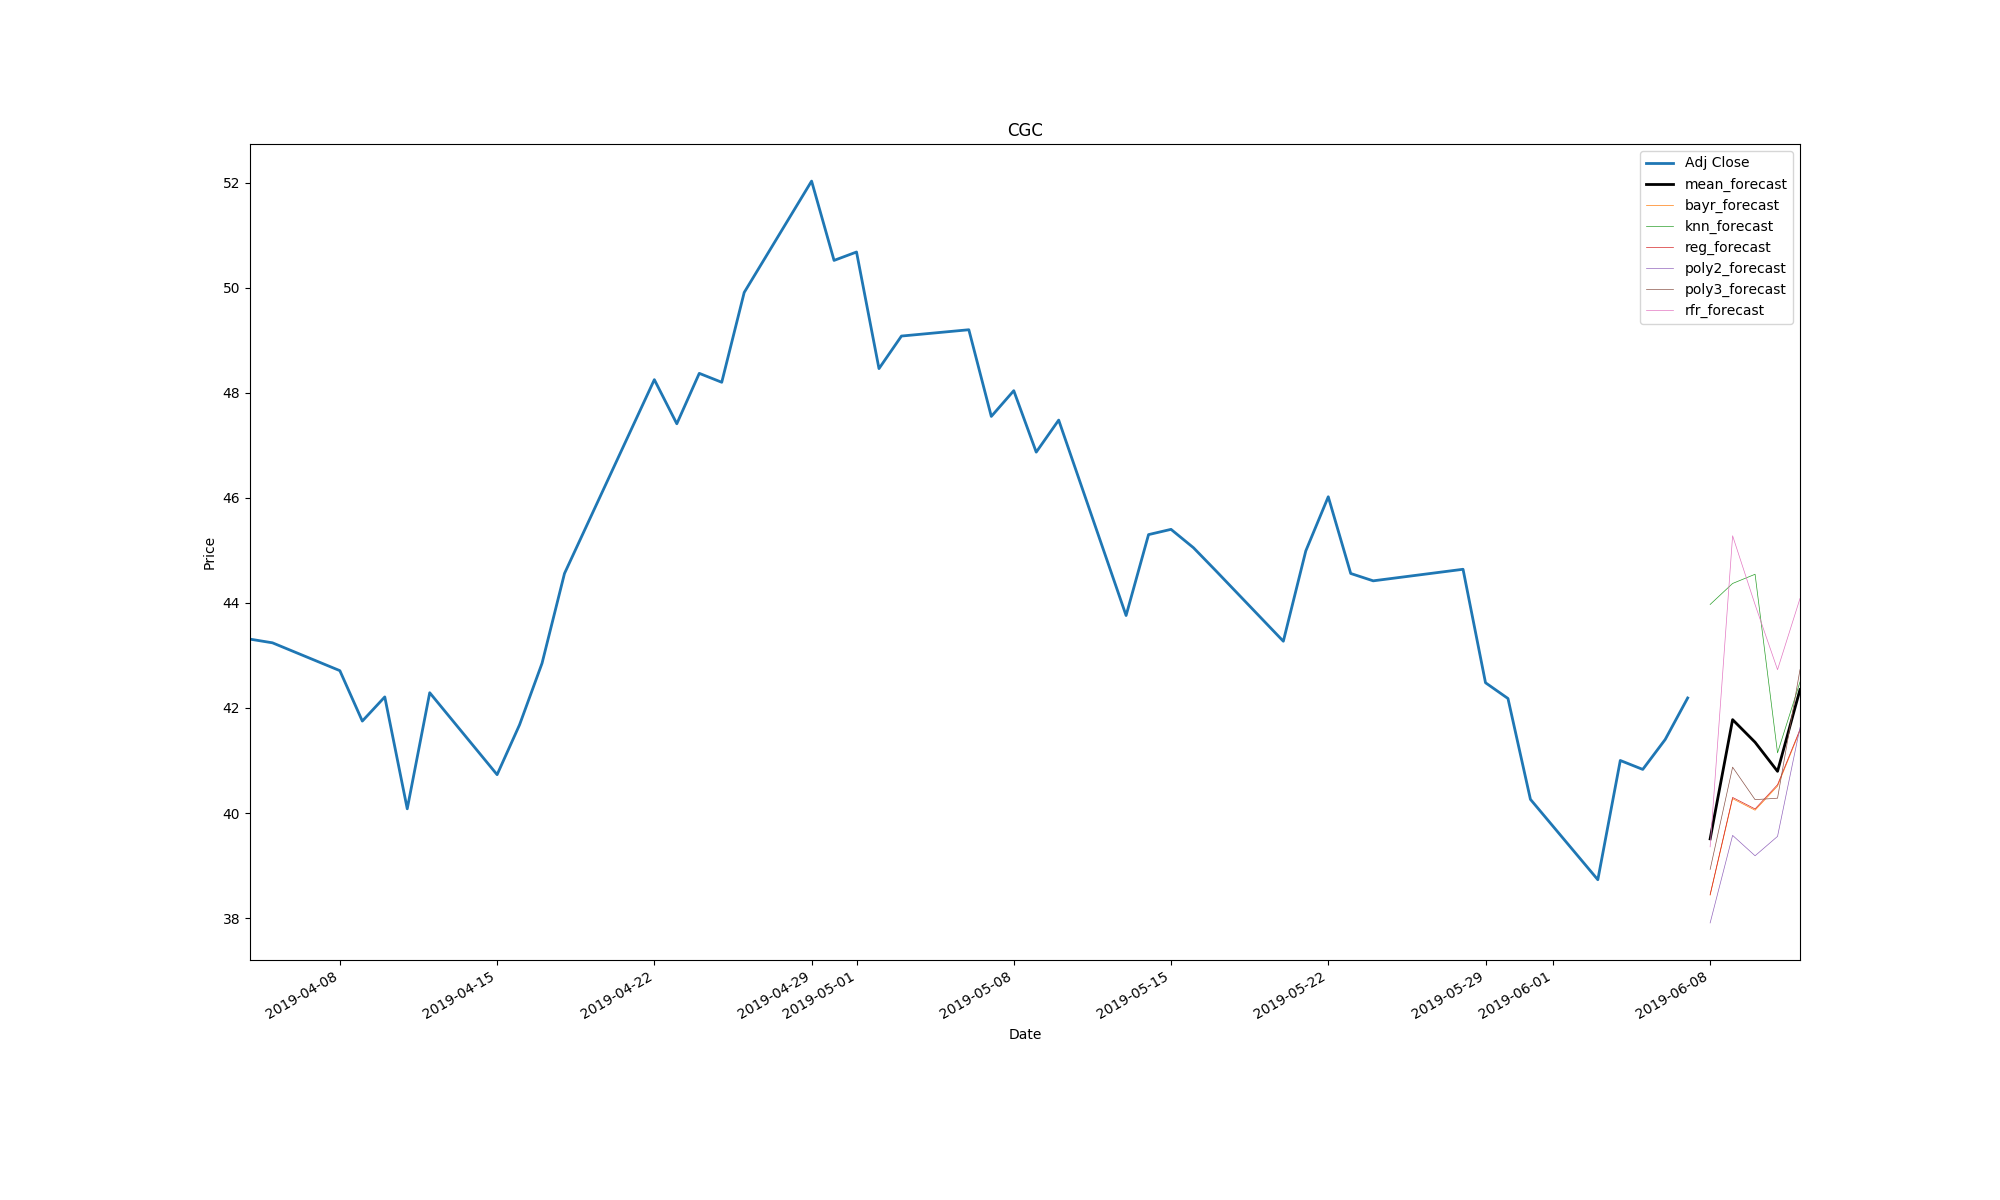 CGC
Adj Close
mean_forecast
bayr_forecast
knn_forecast
reg_forecast
poly2_forecast
poly3_forecast
rfr_forecast
52
50
48
46
44
42
40
38
Price
2019-04-08
2019-04-15
2019-04-22
2019-04-29
2019-05-01
2019-05-08
2019-05-15
2019-05-22
2019-05-29
2019-06-01
2019-06-08
Date